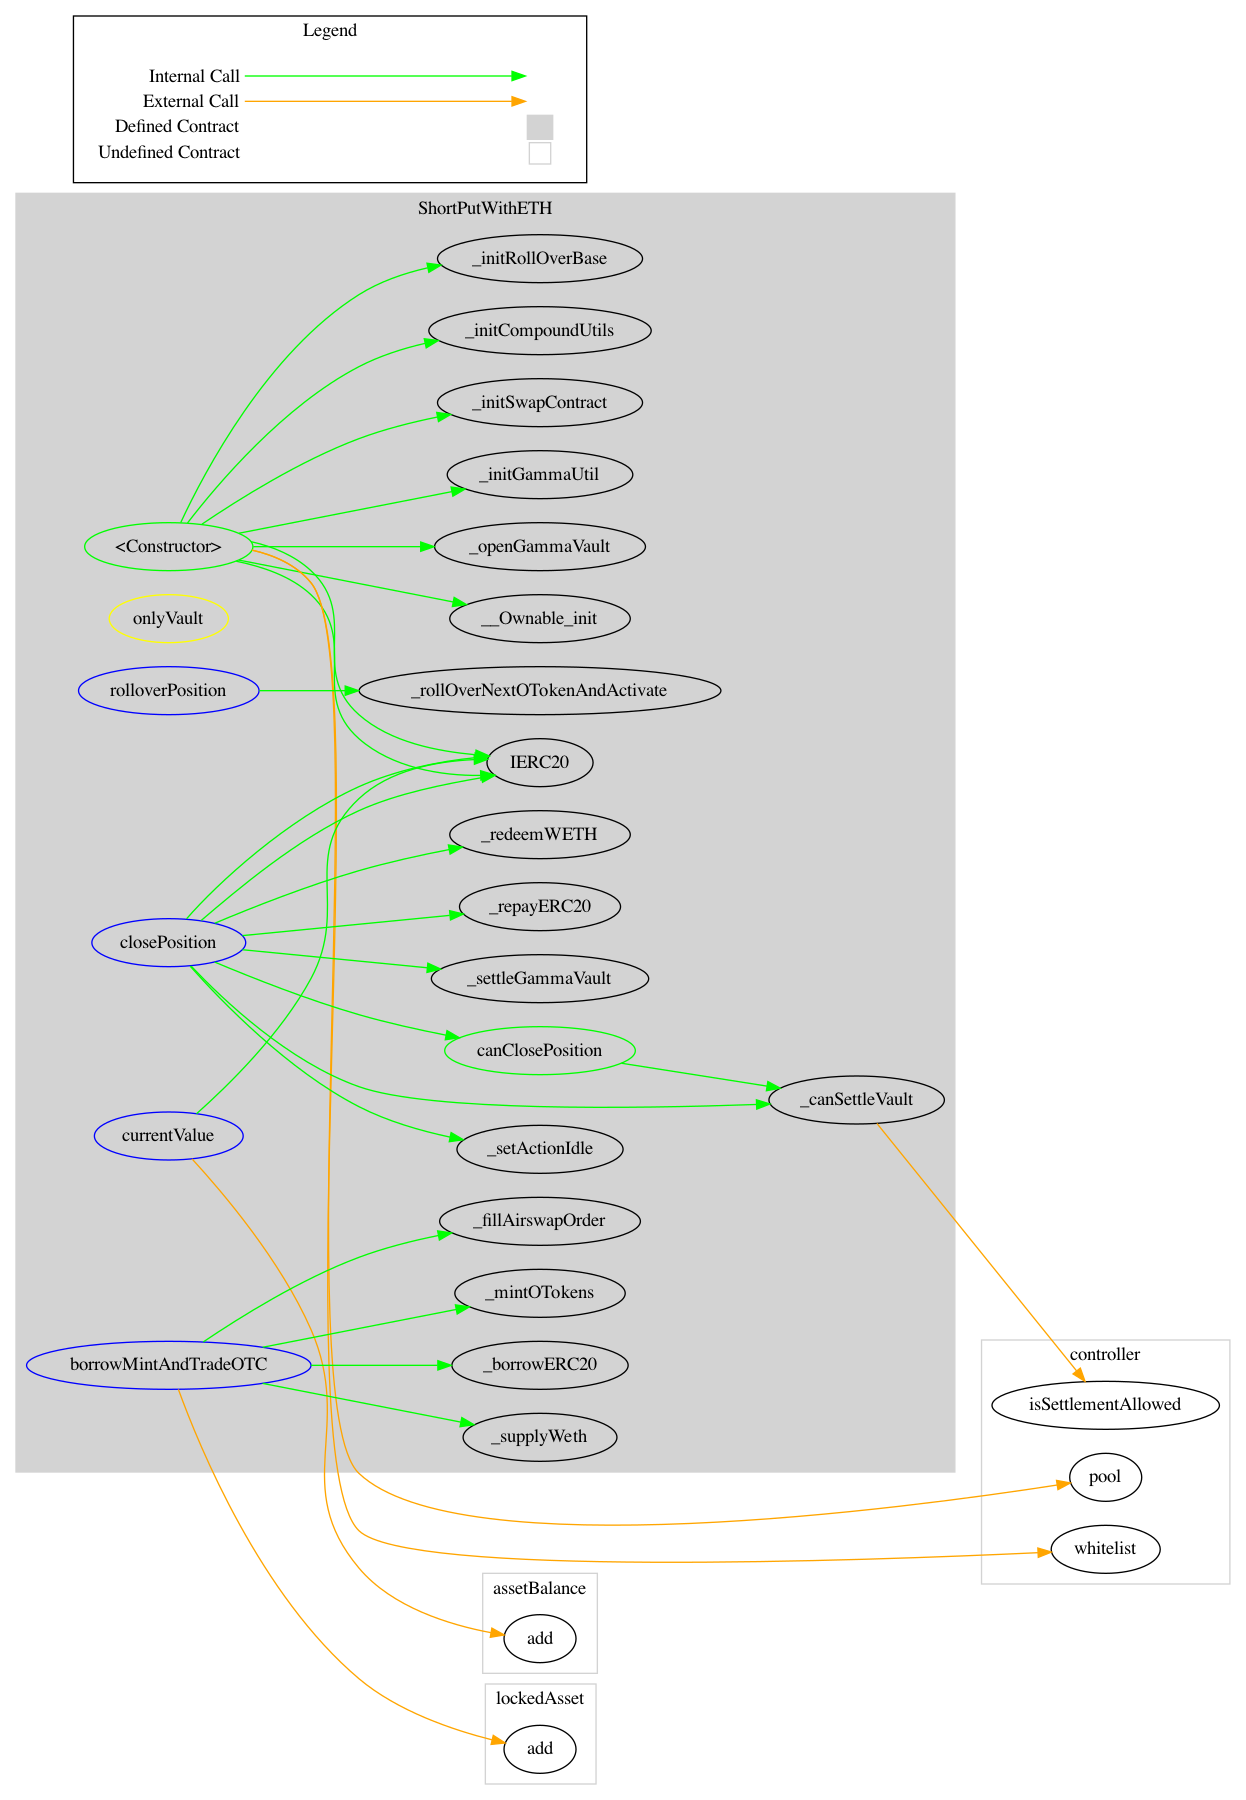 Legend
Internal Call
External Call
Defined Contract
Undefined Contract
ShortPutWithETH
_initRollOverBase
_initCompoundUtils
_initSwapContract
_initGammaUtil
<Constructor>
_openGammaVault
onlyVault
__Ownable_init
rolloverPosition
_rollOverNextOTokenAndActivate
IERC20
_redeemWETH
_repayERC20
closePosition
_settleGammaVault
canClosePosition
_canSettleVault
currentValue
_setActionIdle
_fillAirswapOrder
_mintOTokens
borrowMintAndTradeOTC
_borrowERC20
_supplyWeth
controller
isSettlementAllowed
pool
whitelist
assetBalance
add
lockedAsset
add